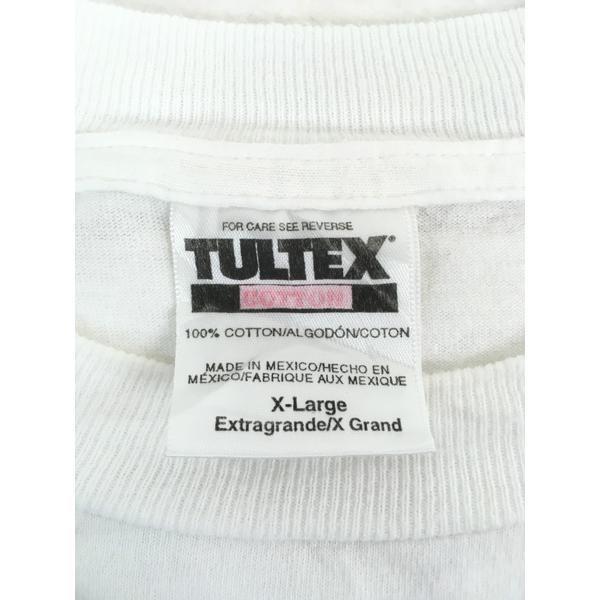 FOR CARE SEE REVERSE
TULTEX®
COTTON
100% COTTON/ALGODÓN/COTON
MADE IN MEXICO/HECHO EN
MÉXICO/FABRIQUE AUX MEXIQUE
X-Large
Extragrande/X Grand